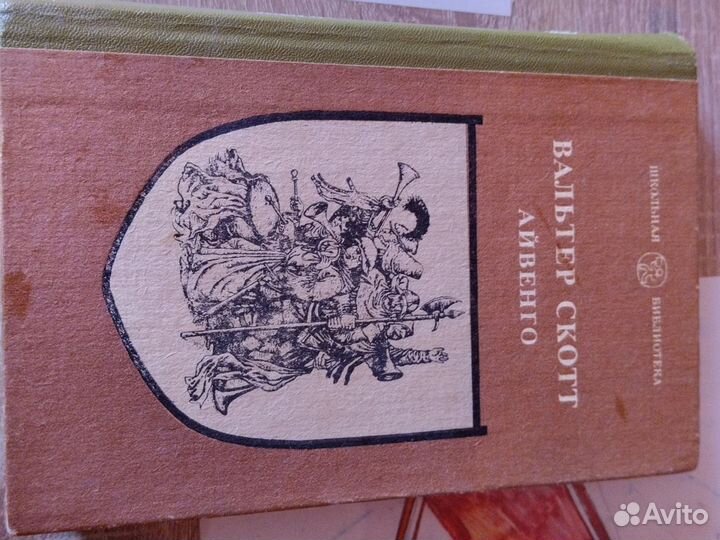 ШКОЛЬНАЯ БИБЛИОТЕКА
ВАЛЬТЕР СКОТТ
АЙВЕНГО
Avito